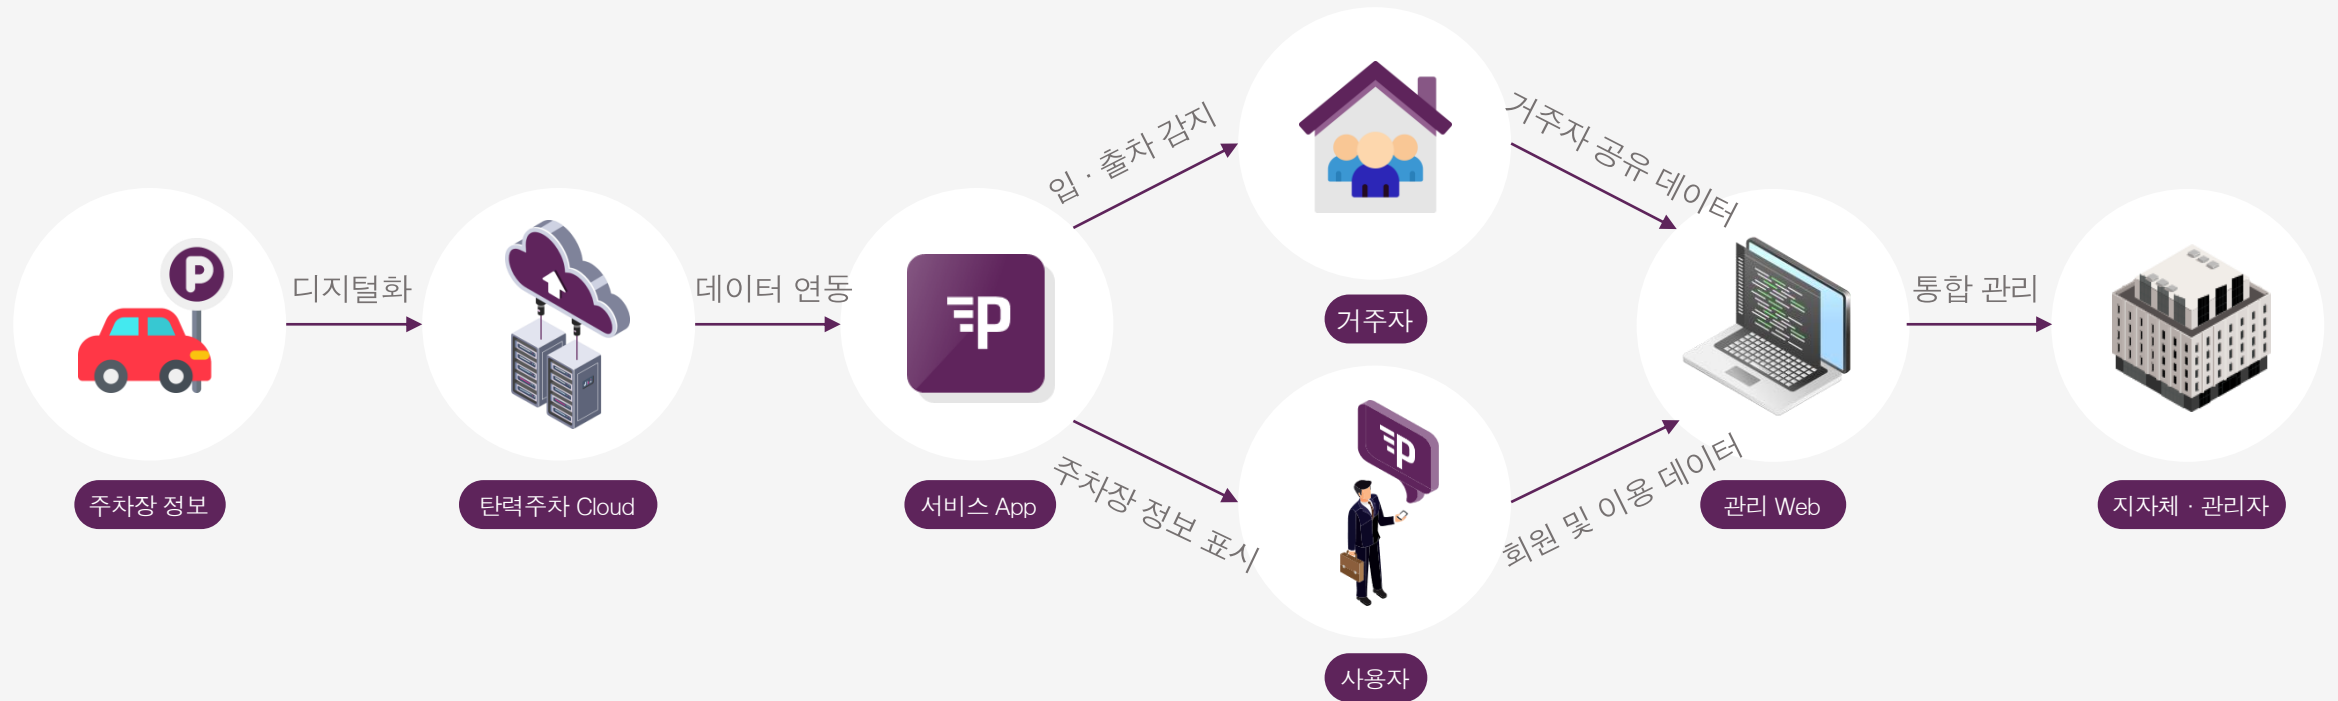 P
주차장 정보
디지털화
탄력주차 Cloud
데이터 연동
P
서비스 App
입 · 출차 감지
주차장 정보 표시
거주자
P
사용자
거주자 공유 데이터
회원 및 이용 데이터
관리 Web
통합 관리
지자체 · 관리자